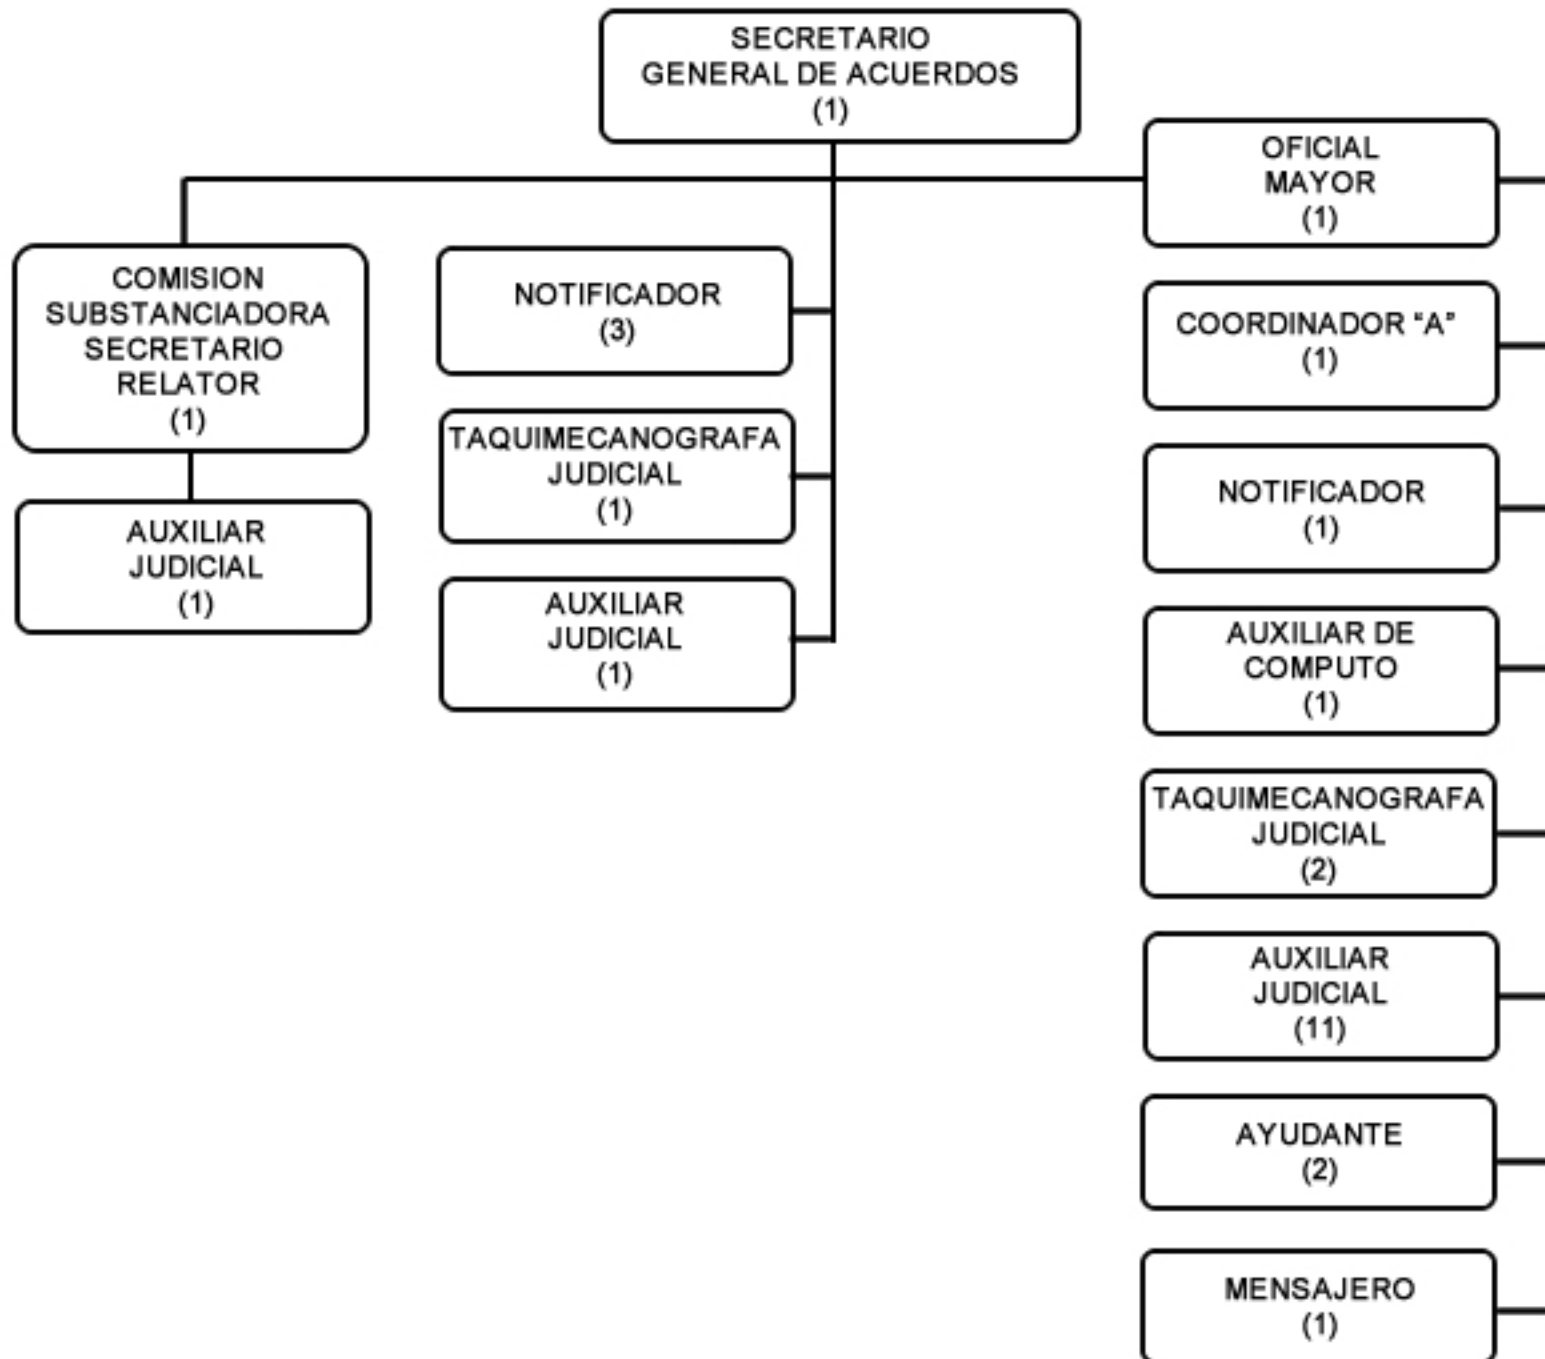 SECRETARIO
GENERAL DE ACUERDOS
(1)
OFICIAL
MAYOR
(1)
COMISION
SUBSTANCIADORA
SECRETARIO
RELATOR
(1)
AUXILIAR
JUDICIAL
(1)
NOTIFICADOR
(3)
TAQUIMECANOGRAFA
JUDICIAL
(1)
AUXILIAR
JUDICIAL
(1)
COORDINADOR “A”
(1)
NOTIFICADOR
(1)
AUXILIAR DE
COMPUTO
(1)
TAQUIMECANOGRAFA
JUDICIAL
(2)
AUXILIAR
JUDICIAL
(11)
AYUDANTE
(2)
MENSAJERO
(1)